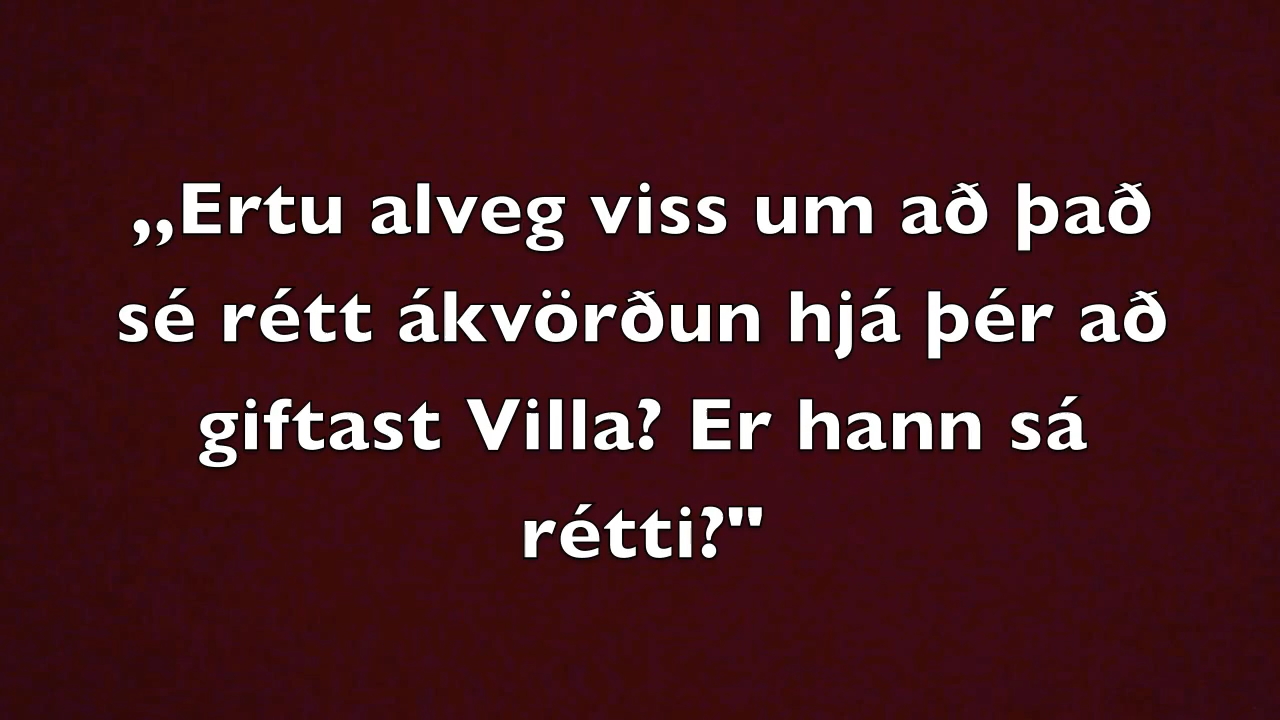 „Ertu alveg viss um að það
sé rétt ákvörðun hjá þér að
giftast Villa? Er hann sá
rétti?"